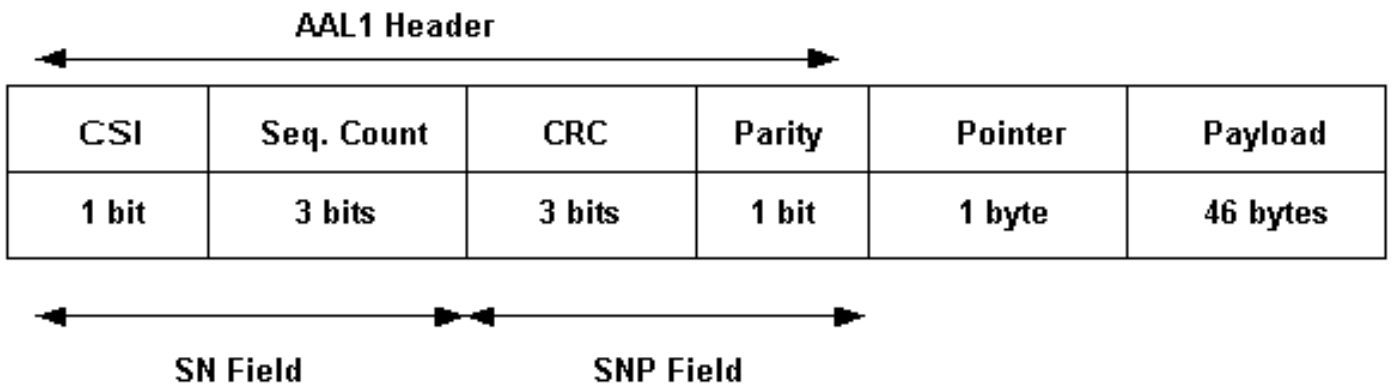 AAL1 Header
CSI Seq. Count CRC Parity Pointer Payload
1 bit 3 bits 3 bits 1 bit 1 byte 46 bytes
SN Field SNP Field